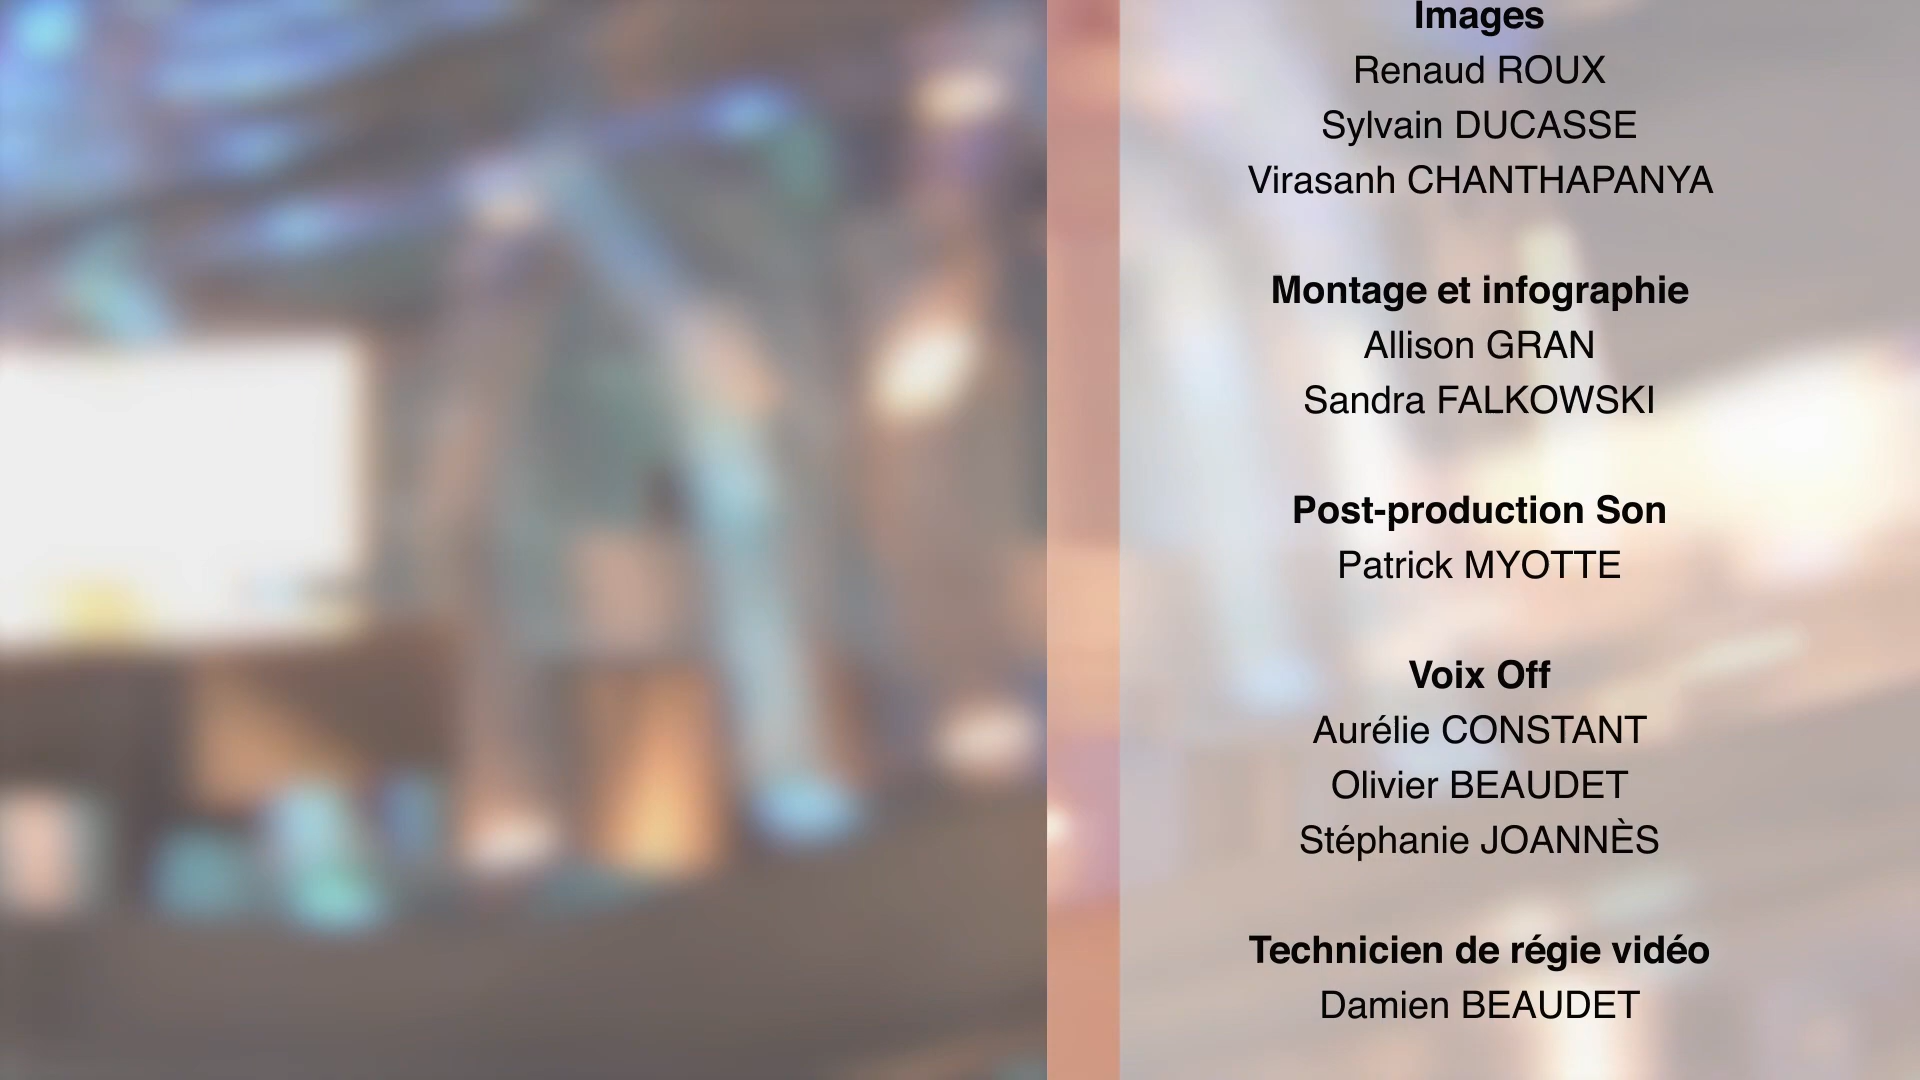 Images
Renaud ROUX
Sylvain DUCASSE
Virasanh CHANTHAPANYA
Montage et infographie
Allison GRAN
Sandra FALKOWSKI
Post-production Son
Patrick MYOTTE
Voix Off
Aurélie CONSTANT
Olivier BEAUDET
Stéphanie JOANNÈS
Technicien de régie vidéo
Damien BEAUDET